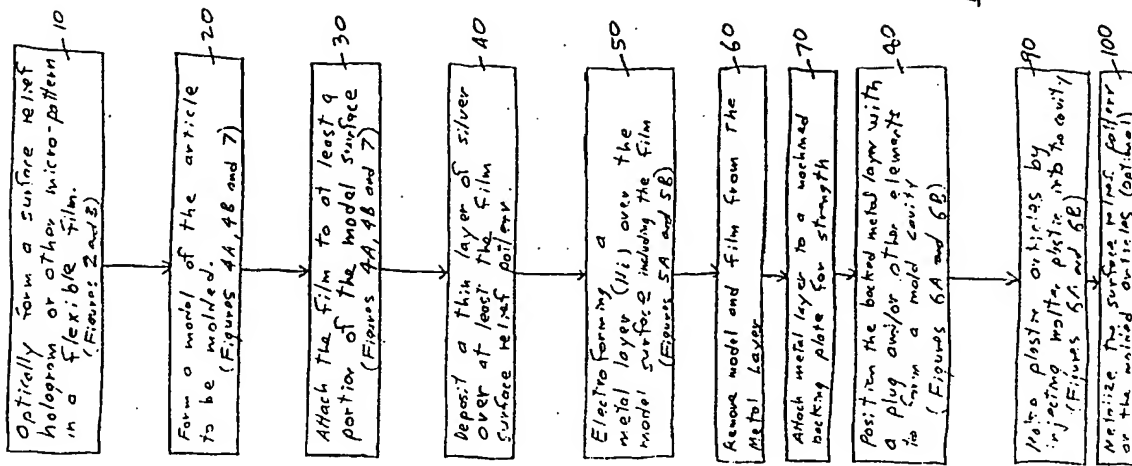 Optically form a surface relief
hologram or other micro-pattern
in a flexible film.
(Figures 2 and 3)
10
Form a model of the article
to be molded.
(Figures 4A, 4B and 7)
20
Attach the film to at least a
portion of the model surface
(Figures 4A, 4B and 7)
30
Deposit a thin layer of silver
over at least the film
surface relief pattern
40
Electroforming a
metal layer (Ni) over the
model surface including the film
(Figures 5A and 5B)
50
Remove model and film from the
Metal Layer
60
Attach metal layer to a machined
backing plate for strength
70
Position the backed metal layer with
a plug and/or other elements
to form a mold cavity
(Figures 6A and 6B)
80
Mold plastic articles by
injecting molten plastic into the cavity
(Figures 6A and 6B)
90
Metalize the surface relief pattern
on the molded articles (optional)
100